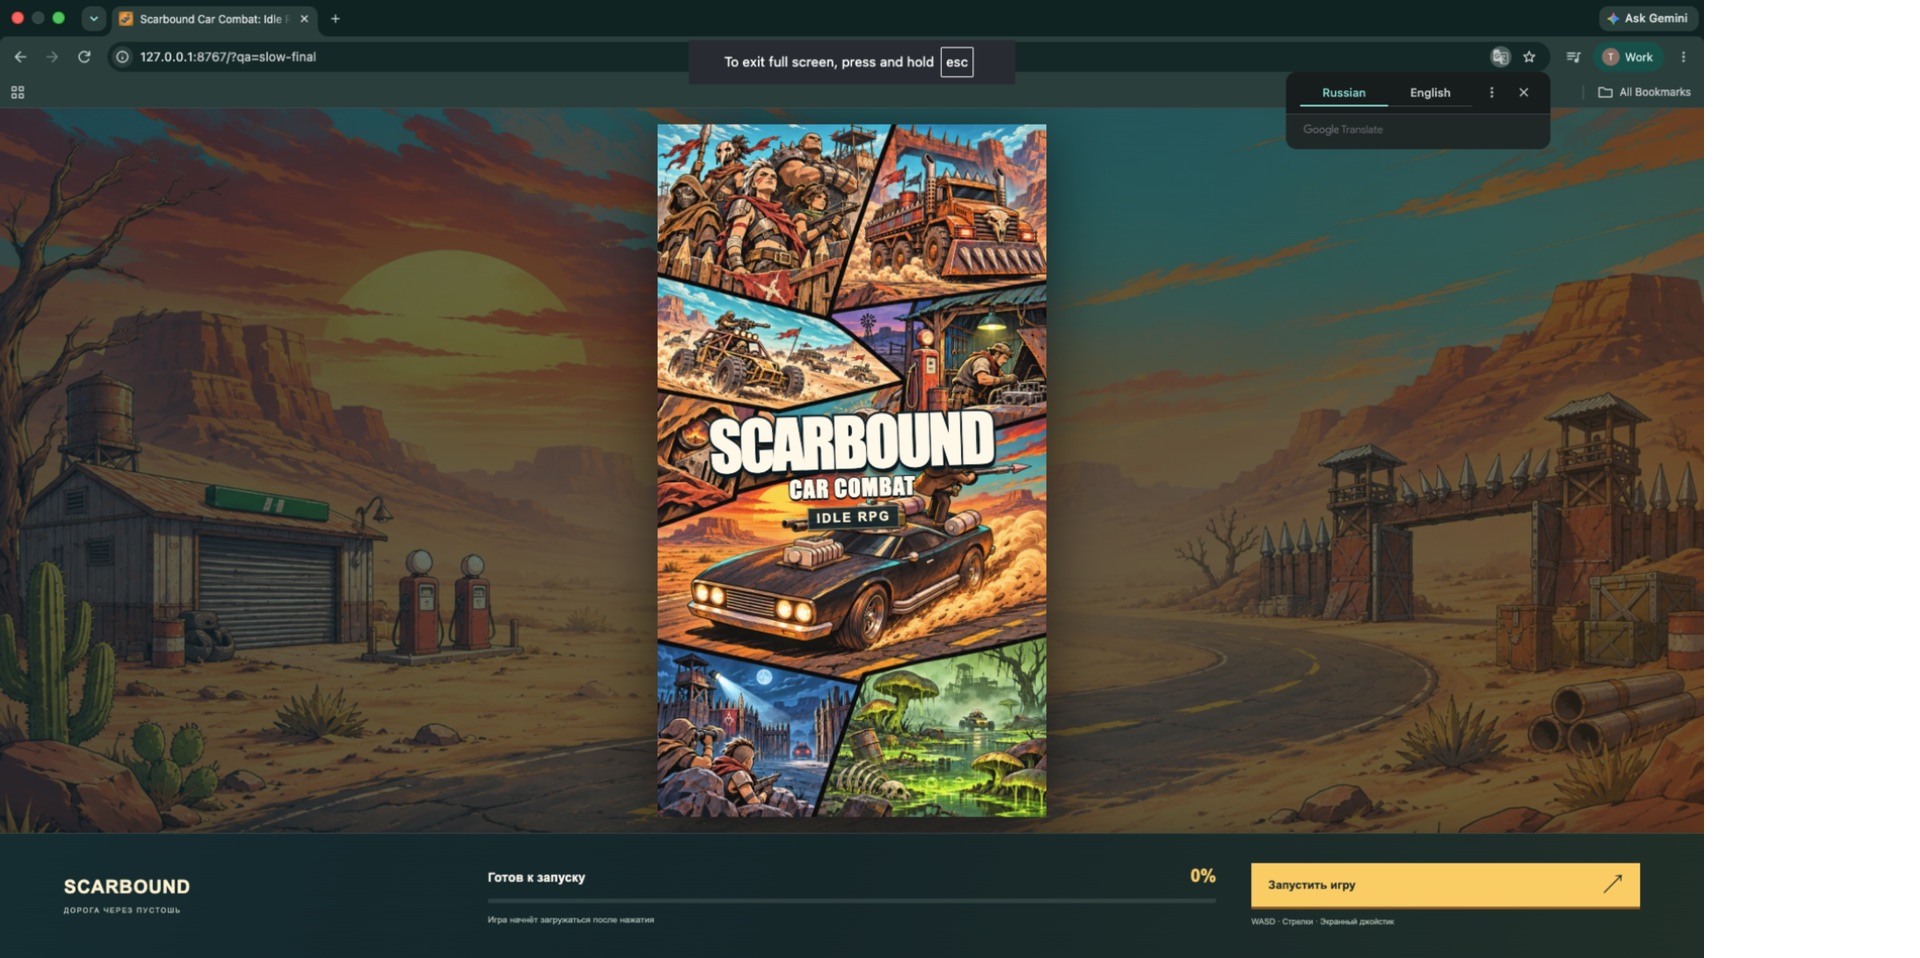 Scarbound Car Combat: Idle
Ask Gemini
127.0.0.1:8767/?qa=slow-final
To exit full screen, press and hold esc
T Work
Russian English
All Bookmarks
Google Translate
SCARBOUND
CAR COMBAT
IDLE RPG
SCARBOUND
ДОРОГА ЧЕРЕЗ ПУСТОШЬ
Готов к запуску
0%
Игра начнёт загружаться после нажатия
Запустить игру
WASD · Стрелки · Экранный джойстик